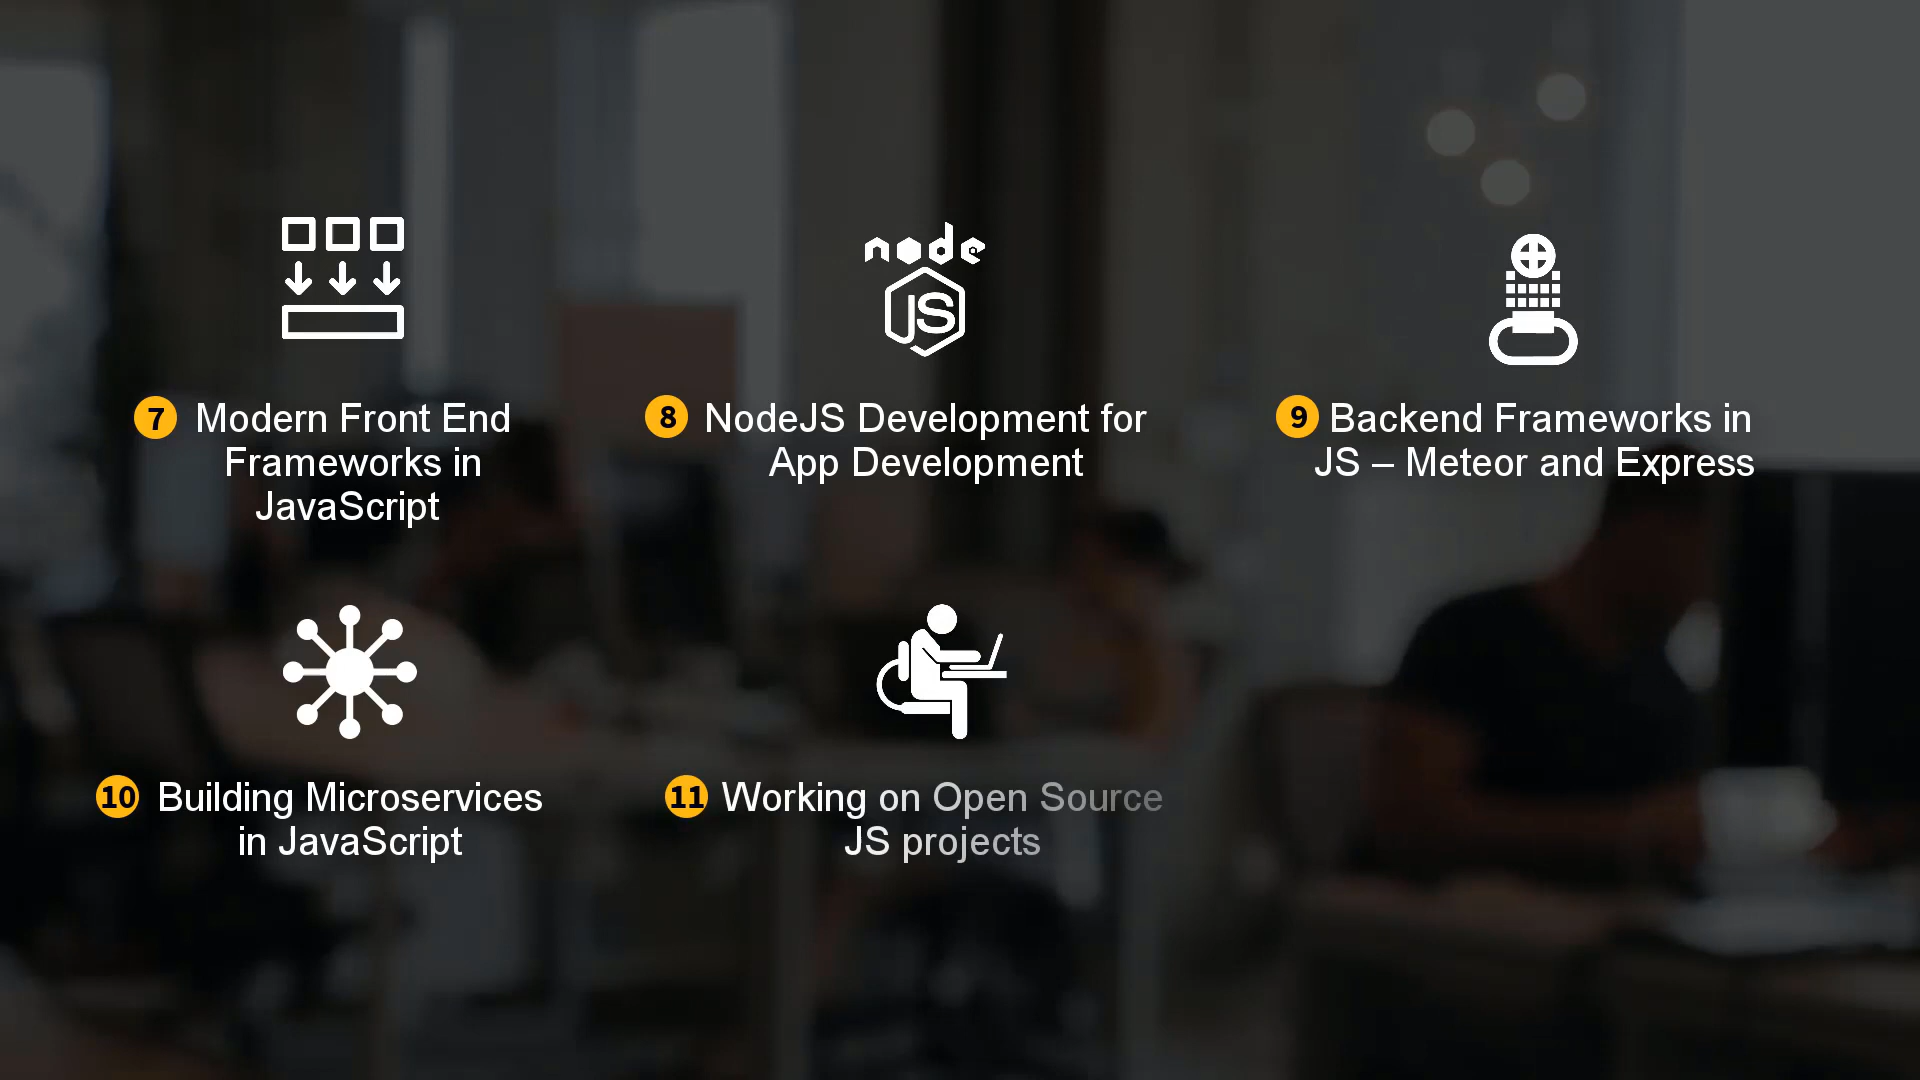 node
JS
7 Modern Front End
Frameworks in
JavaScript
8 NodeJS Development for
App Development
9 Backend Frameworks in
JS – Meteor and Express
10 Building Microservices
in JavaScript
11 Working on Open Source
JS projects